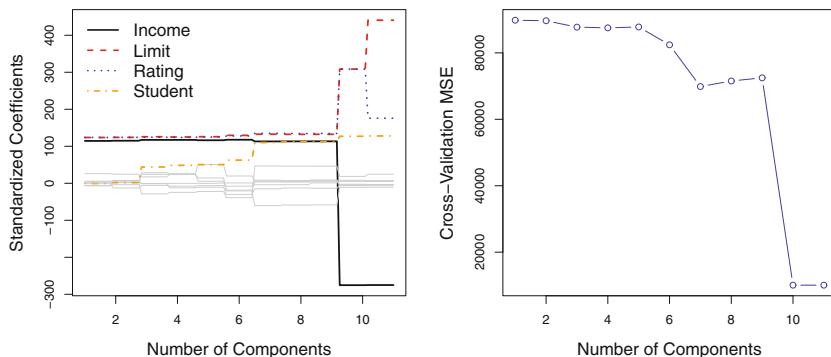 Income
Limit
Rating
Student
Standardized Coefficients
-300
-100
0
100
200
300
400
2
4
6
8
10
Number of Components
Cross-Validation MSE
20000
40000
60000
80000
2
4
6
8
10
Number of Components